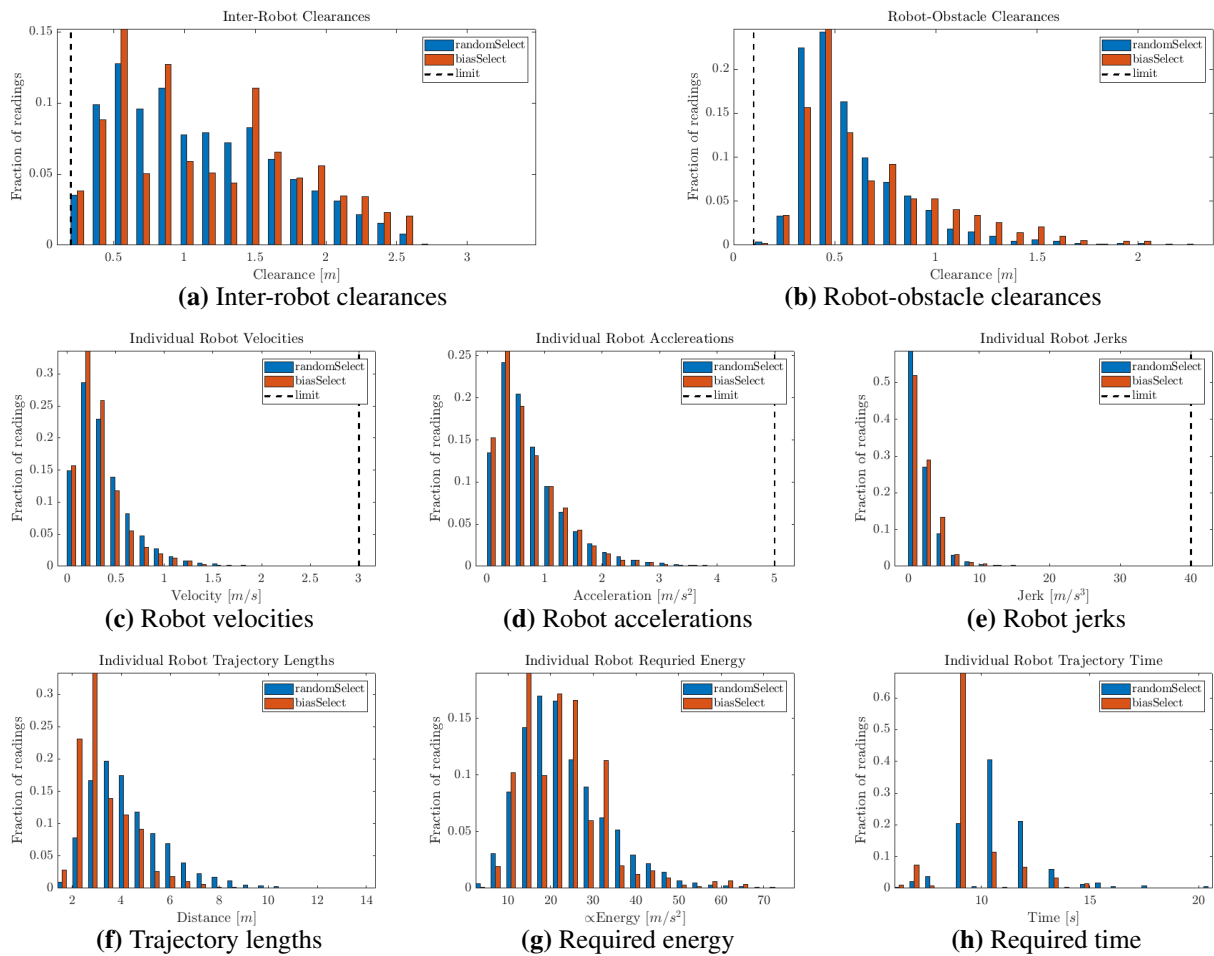 Inter-Robot Clearances
0.15
0.1
0.05
0
Fraction of readings
randomSelect
biasSelect
limit
0.5 1 1.5 2 2.5 3
Clearance [m]
(a) Inter-robot clearances
Robot-Obstacle Clearances
0.2
0.15
0.1
0.05
0
Fraction of readings
randomSelect
biasSelect
limit
0 0.5 1 1.5 2
Clearance [m]
(b) Robot-obstacle clearances
Individual Robot Velocities
0.3
0.25
0.2
0.15
0.1
0.05
0
Fraction of readings
randomSelect
biasSelect
limit
0 0.5 1 1.5 2 2.5 3
Velocity [m/s]
(c) Robot velocities
Individual Robot Acclereations
0.25
0.2
0.15
0.1
0.05
0
Fraction of readings
randomSelect
biasSelect
limit
0 1 2 3 4 5
Acceleration [m/s²]
(d) Robot accelerations
Individual Robot Jerks
0.5
0.4
0.3
0.2
0.1
0
Fraction of readings
randomSelect
biasSelect
limit
0 10 20 30 40
Jerk [m/s³]
(e) Robot jerks
Individual Robot Trajectory Lengths
0.3
0.25
0.2
0.15
0.1
0.05
0
Fraction of readings
randomSelect
biasSelect
2 4 6 8 10 12 14
Distance [m]
(f) Trajectory lengths
Individual Robot Requried Energy
0.15
0.1
0.05
0
Fraction of readings
randomSelect
biasSelect
10 20 30 40 50 60 70
∝Energy [m/s²]
(g) Required energy
Individual Robot Trajectory Time
0.6
0.5
0.4
0.3
0.2
0.1
0
Fraction of readings
randomSelect
biasSelect
10 15 20
Time [s]
(h) Required time